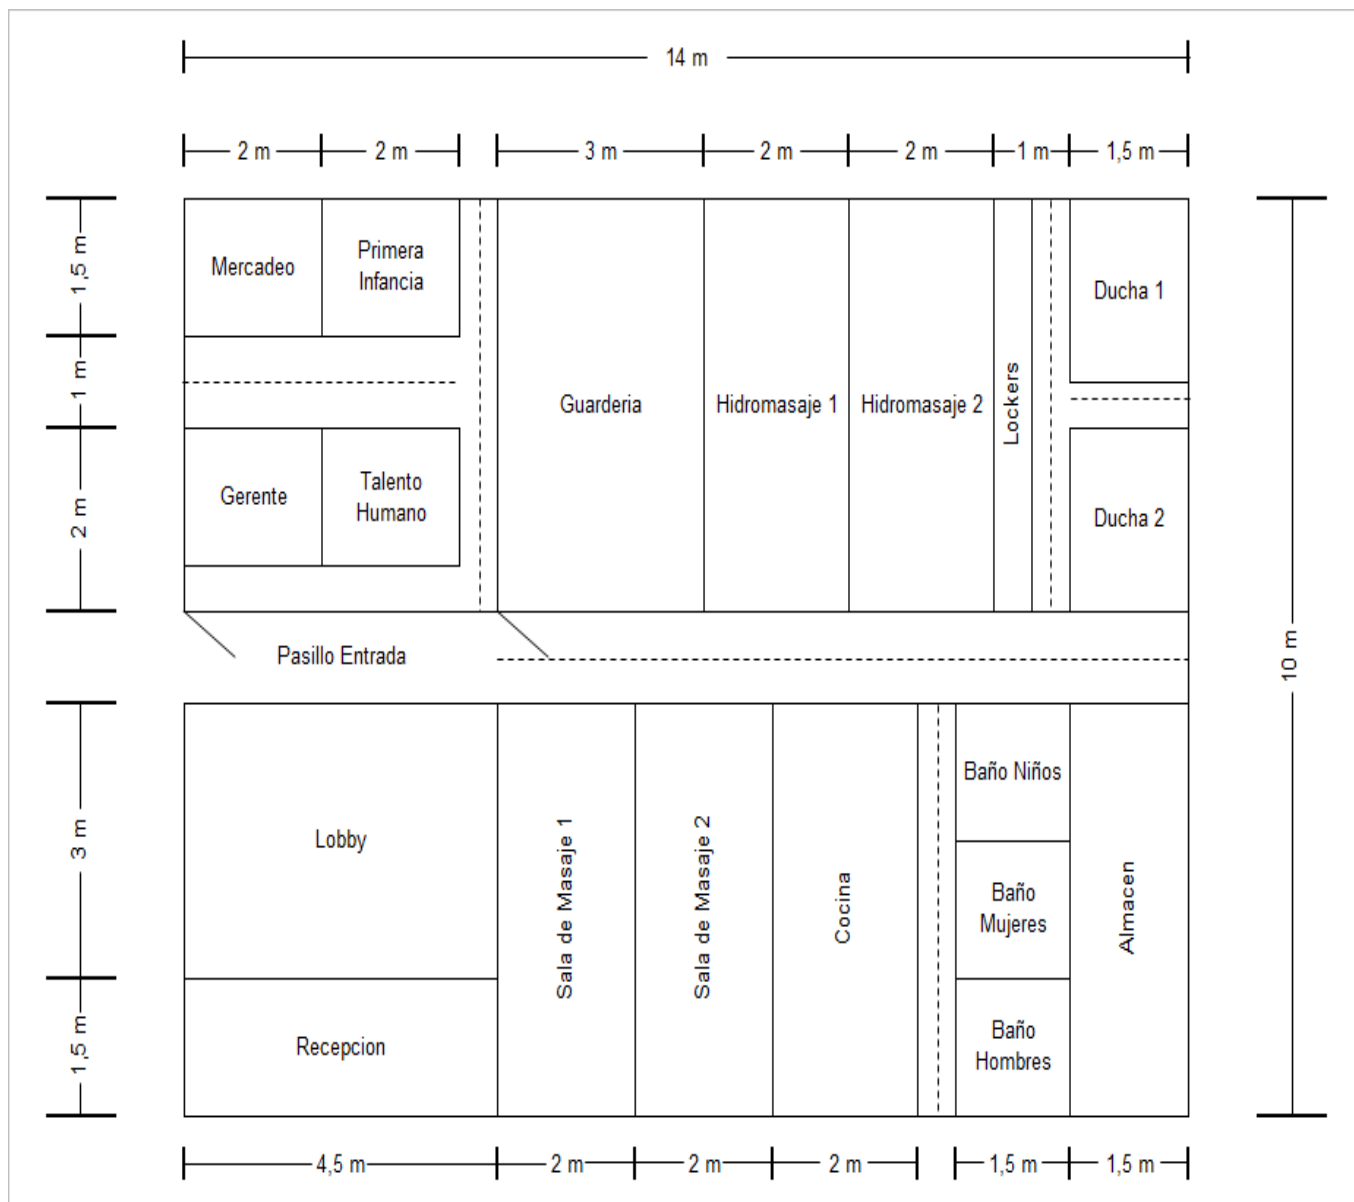 14 m
2 m
2 m
3 m
2 m
2 m
1 m
1,5 m
1,5 m
1 m
2 m
3 m
1,5 m
10 m
Mercadeo
Primera
Infancia
Gerente
Talento
Humano
Guarderia
Hidromasaje 1
Hidromasaje 2
Lockers
Ducha 1
Ducha 2
Pasillo Entrada
Lobby
Recepcion
Sala de Masaje 1
Sala de Masaje 2
Cocina
Baño Niños
Baño
Mujeres
Baño
Hombres
Almacen
4,5 m
2 m
2 m
2 m
1,5 m
1,5 m